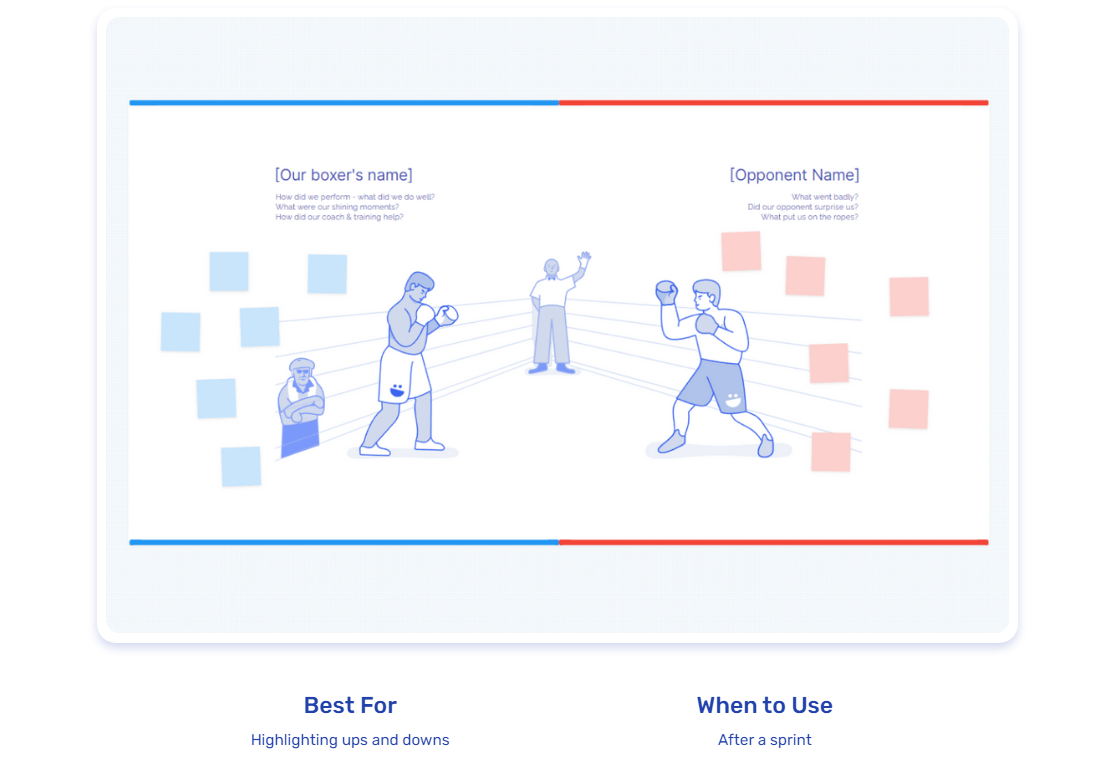 [Our boxer's name]
How did we perform - what did we do well?
What were our shining moments?
How did our coach & training help?
[Opponent Name]
What went badly?
Did our opponent surprise us?
What put us on the ropes?
Best For
Highlighting ups and downs
When to Use
After a sprint